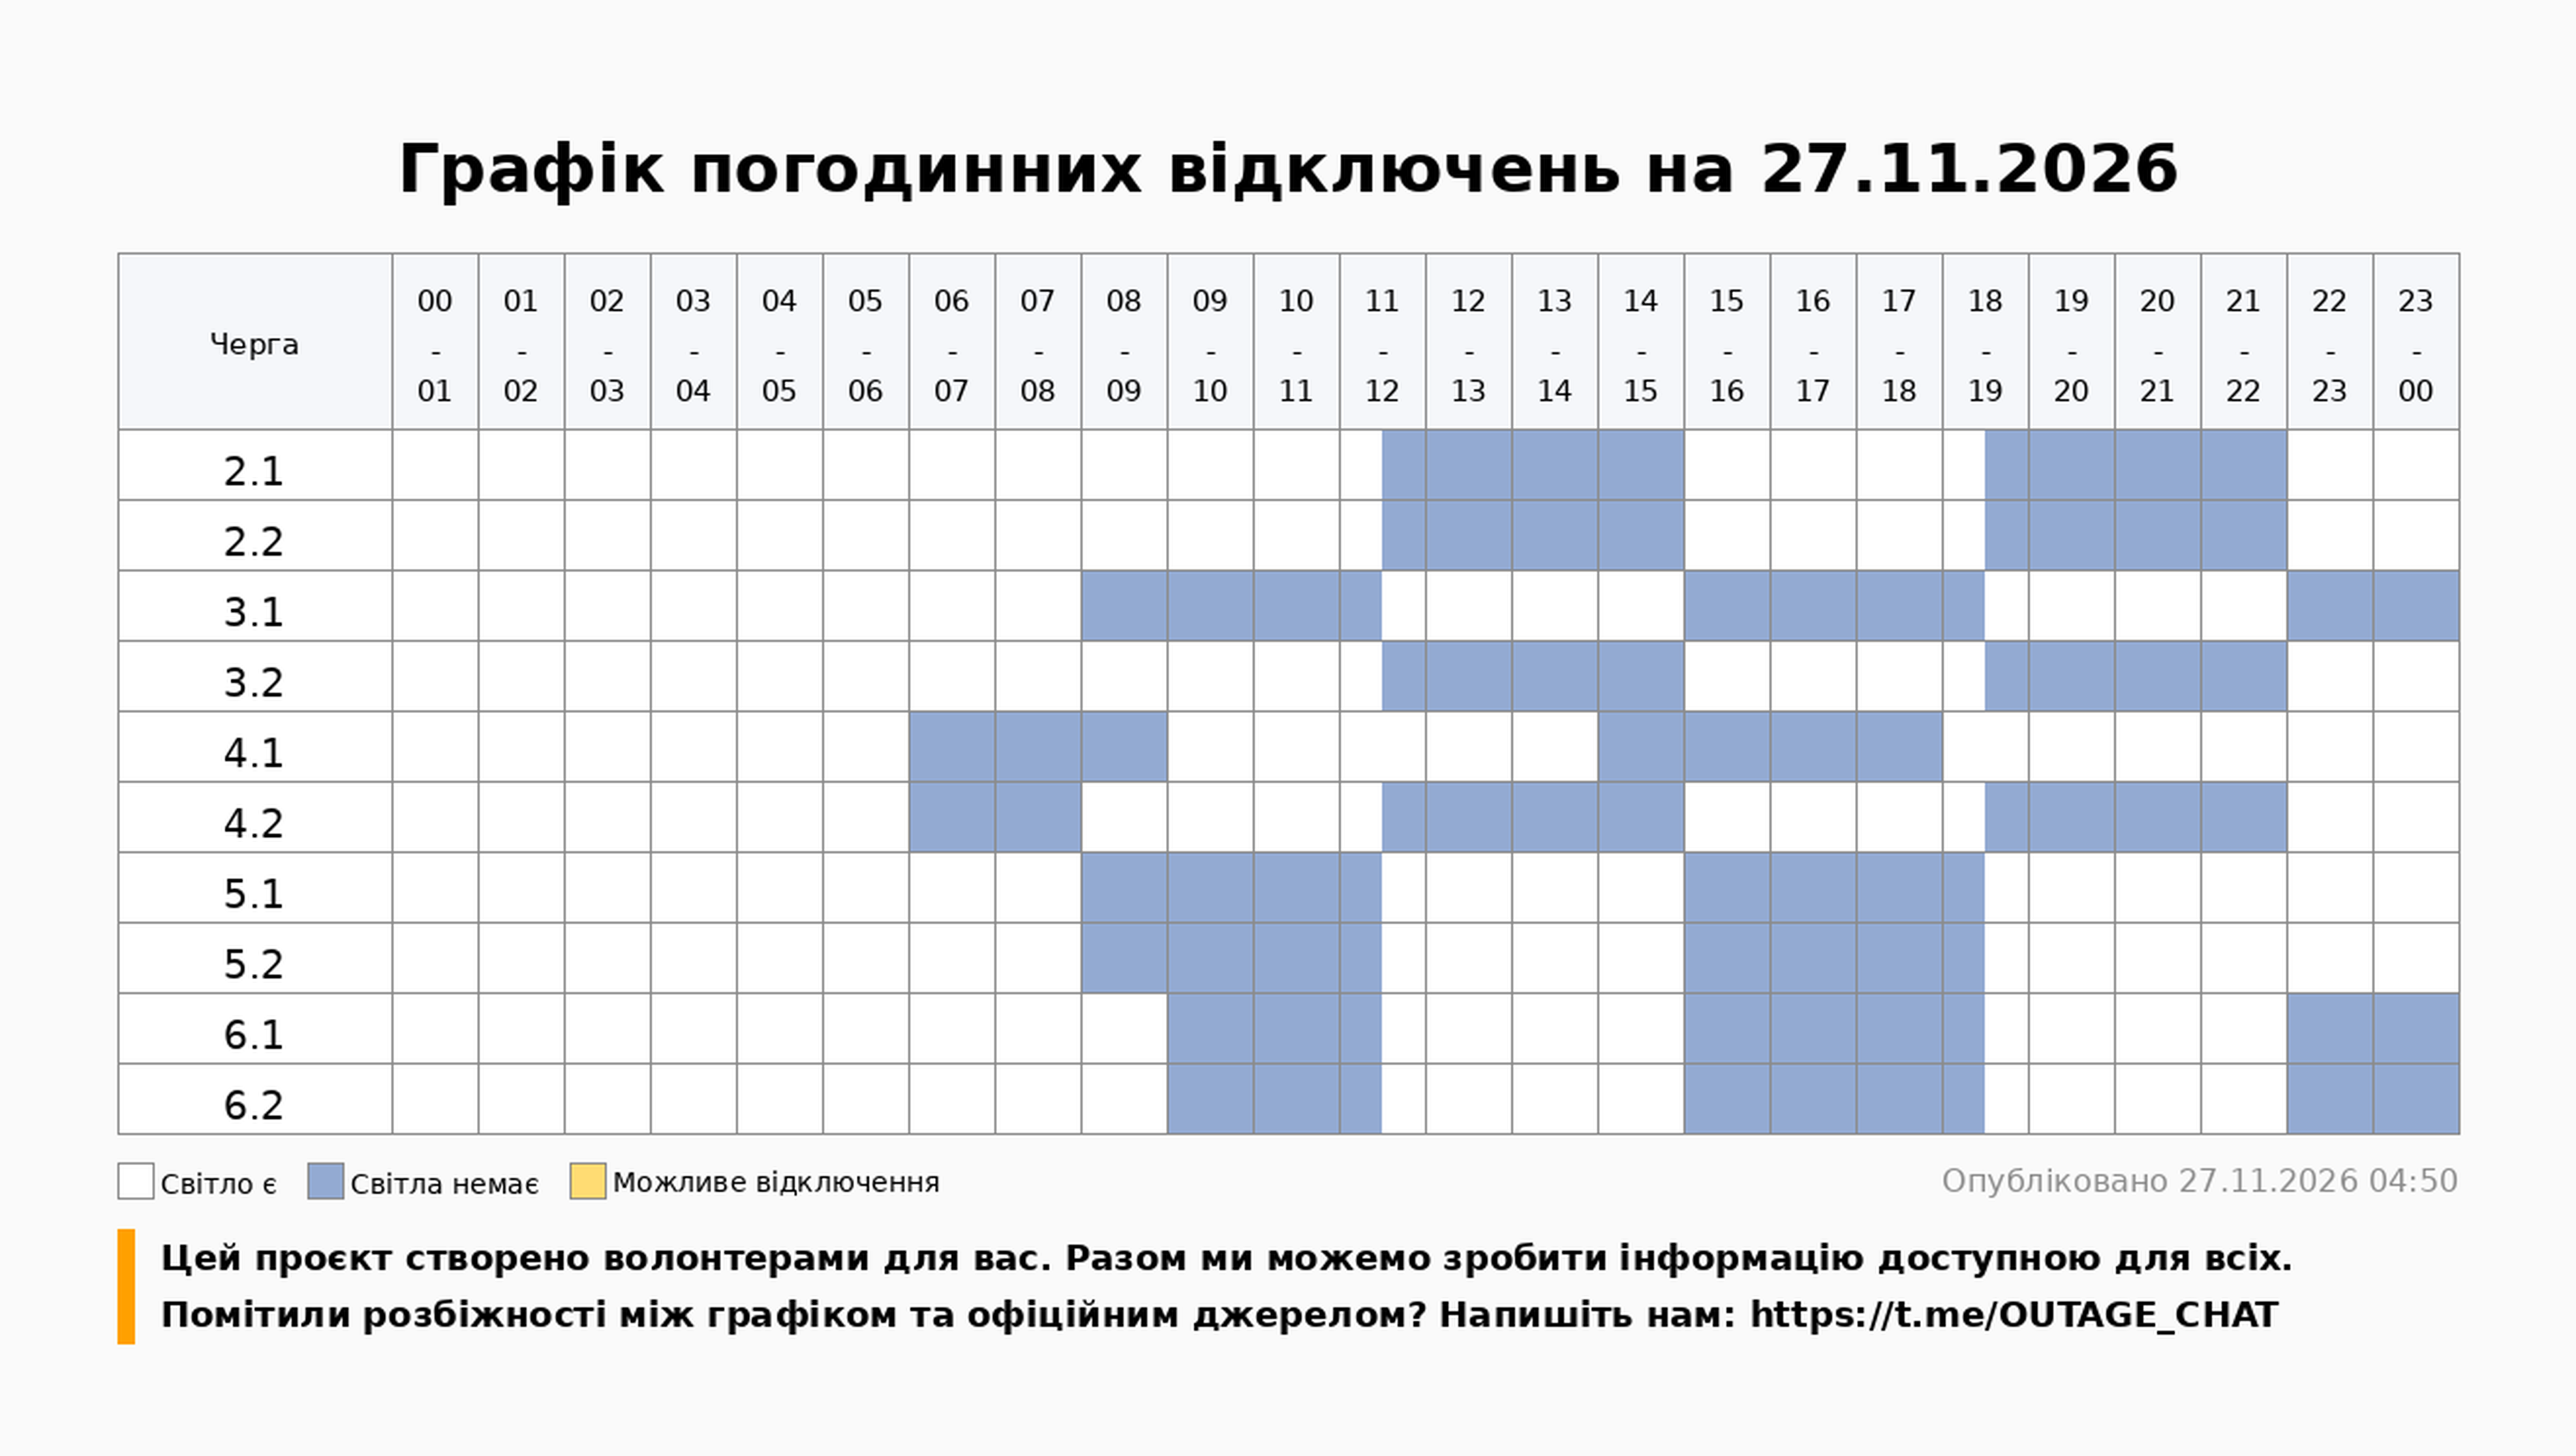 Графік погодинних відключень на 27.11.2026
Черга 00 - 01 01 - 02 02 - 03 03 - 04 04 - 05 05 - 06 06 - 07 07 - 08 08 - 09 09 - 10 10 - 11 11 - 12 12 - 13 13 - 14 14 - 15 15 - 16 16 - 17 17 - 18 18 - 19 19 - 20 20 - 21 21 - 22 22 - 23 23 - 00
2.1
2.2
3.1
3.2
4.1
4.2
5.1
5.2
6.1
6.2
Світло є Світла немає Можливе відключення Опубліковано 27.11.2026 04:50
Цей проєкт створено волонтерами для вас. Разом ми можемо зробити інформацію доступною для всіх.
Помітили розбіжності між графіком та офіційним джерелом? Напишіть нам: https://t.me/OUTAGE_CHAT